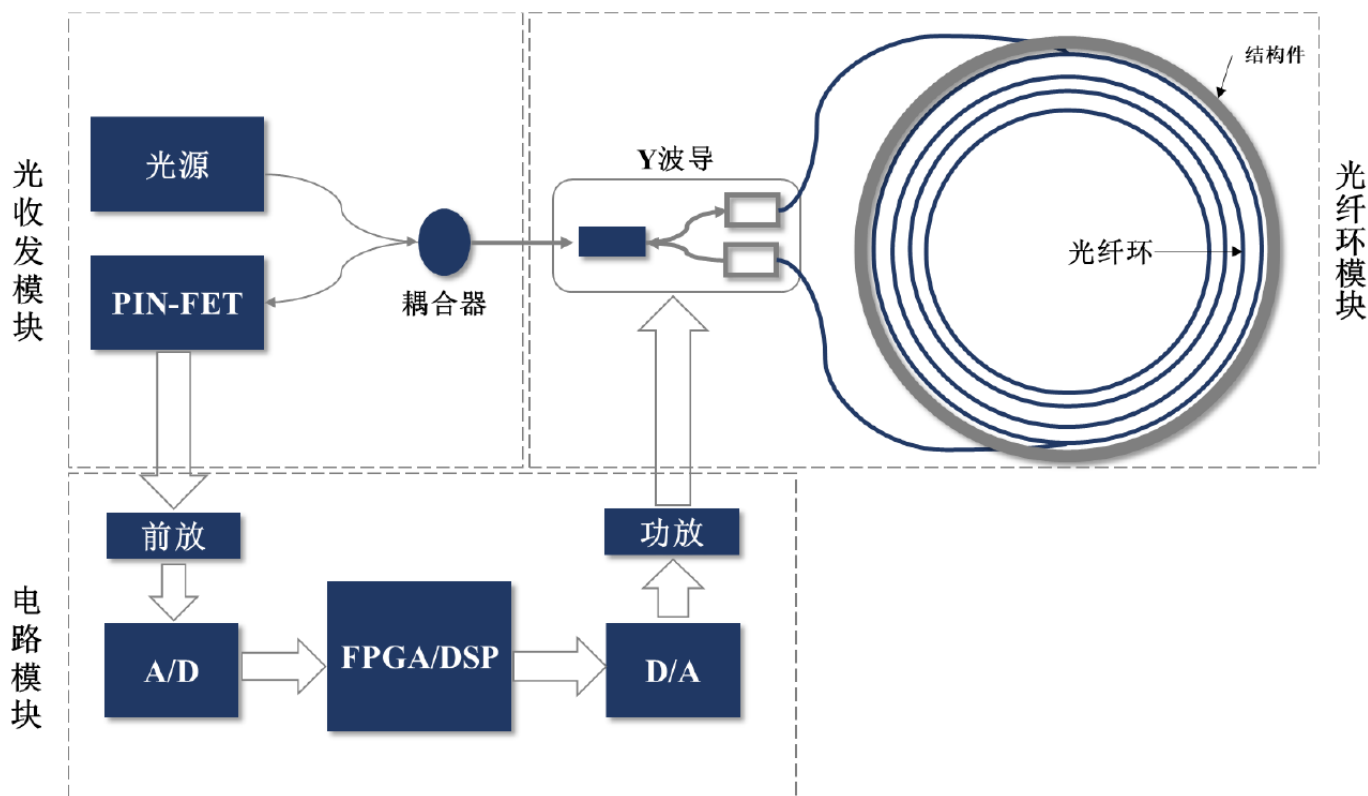 光收发模块
光源
PIN-FET
耦合器
Y波导
结构件
光纤环
光纤环模块
电路模块
前放
功放
A/D
FPGA/DSP
D/A